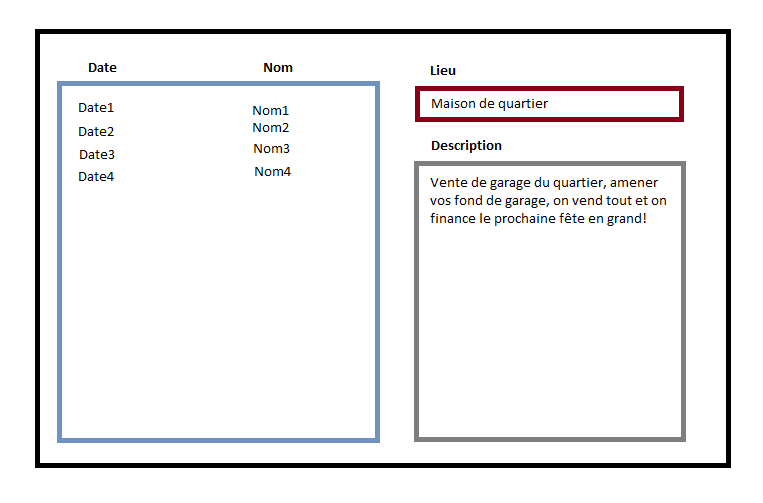 Date Nom
Date1 Nom1
Date2 Nom2
Date3 Nom3
Date4 Nom4
Lieu
Maison de quartier
Description
Vente de garage du quartier, amener
vos fond de garage, on vend tout et on
finance le prochaine fête en grand!